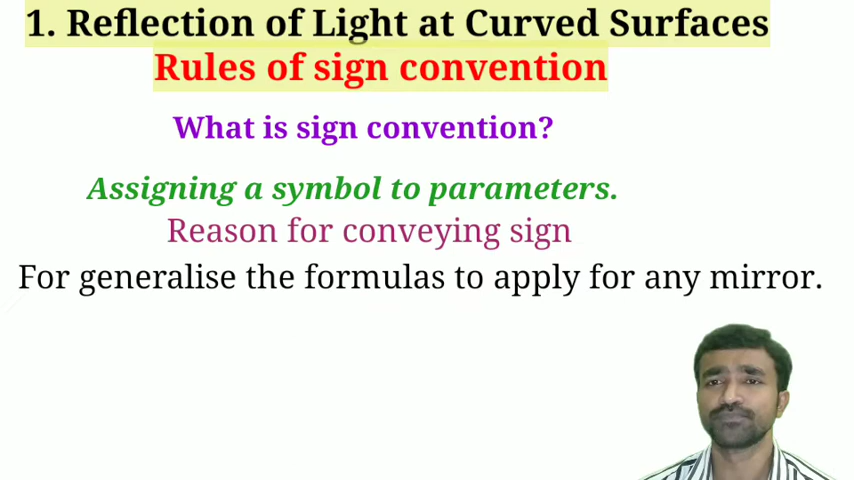 1. Reflection of Light at Curved Surfaces
Rules of sign convention
What is sign convention?
Assigning a symbol to parameters.
Reason for conveying sign
For generalise the formulas to apply for any mirror.